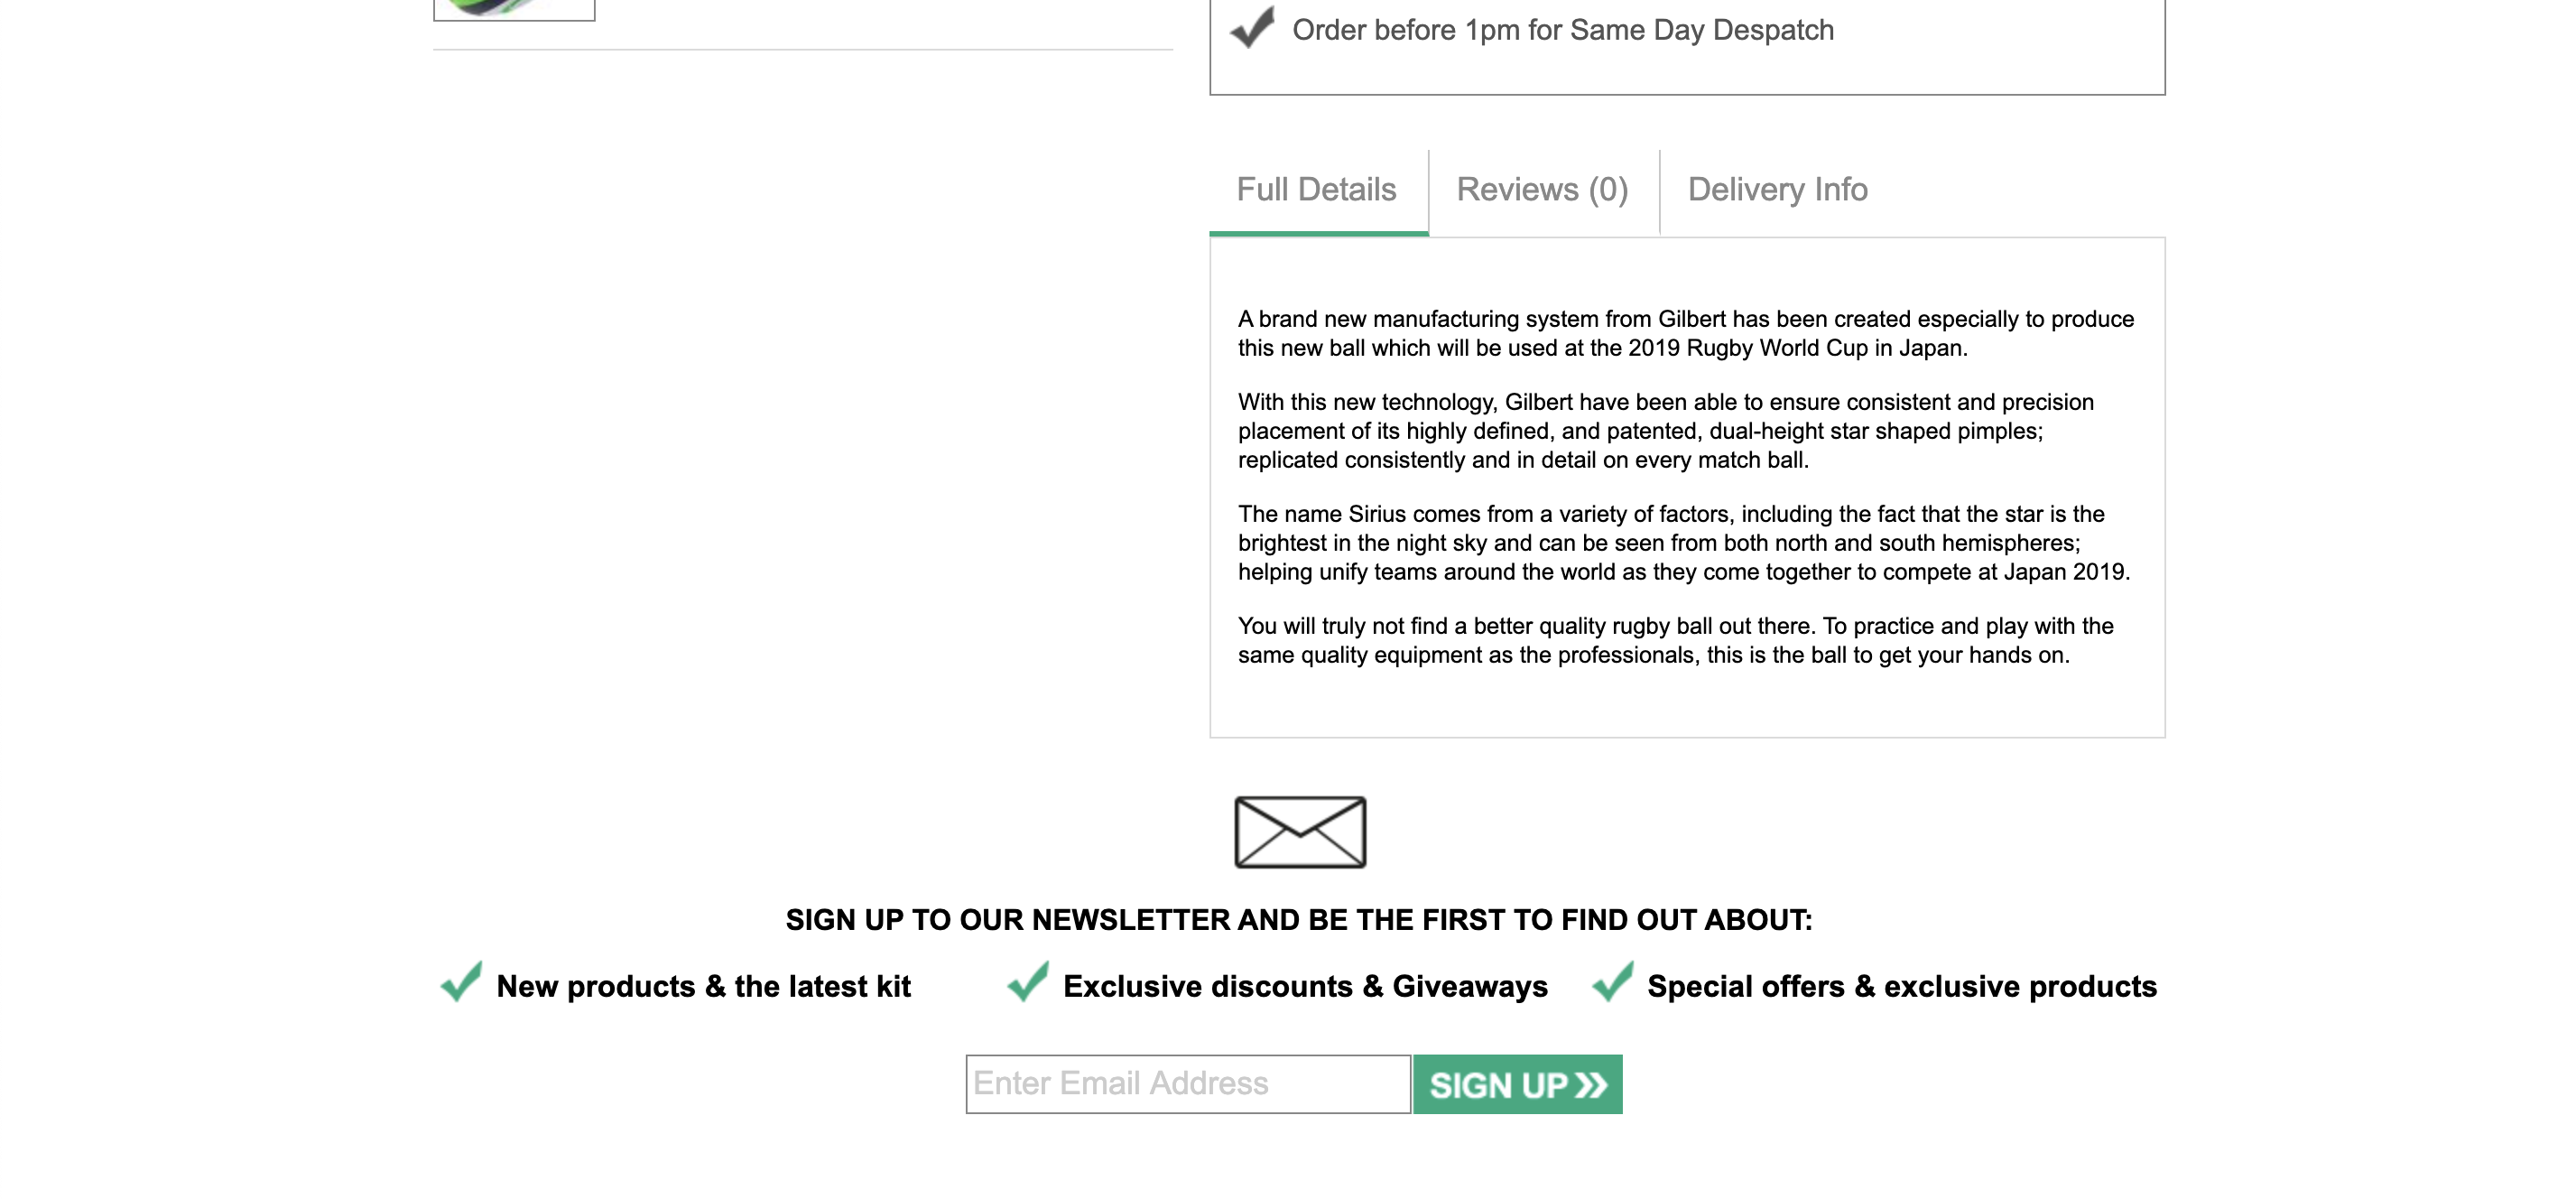 Order before 1pm for Same Day Despatch
Full Details
Reviews (0)
Delivery Info
A brand new manufacturing system from Gilbert has been created especially to produce
this new ball which will be used at the 2019 Rugby World Cup in Japan.
With this new technology, Gilbert have been able to ensure consistent and precision
placement of its highly defined, and patented, dual-height star shaped pimples;
replicated consistently and in detail on every match ball.
The name Sirius comes from a variety of factors, including the fact that the star is the
brightest in the night sky and can be seen from both north and south hemispheres;
helping unify teams around the world as they come together to compete at Japan 2019.
You will truly not find a better quality rugby ball out there. To practice and play with the
same quality equipment as the professionals, this is the ball to get your hands on.
SIGN UP TO OUR NEWSLETTER AND BE THE FIRST TO FIND OUT ABOUT:
New products & the latest kit
Exclusive discounts & Giveaways
Special offers & exclusive products
Enter Email Address
SIGN UP